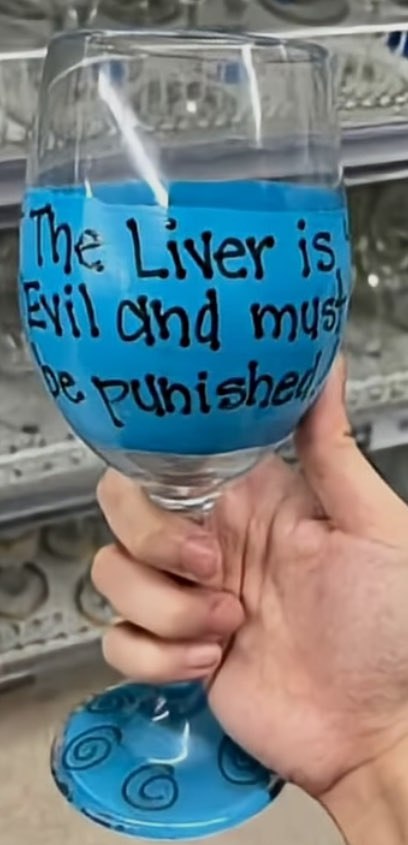 "The Liver is
Evil and must
be punished!"